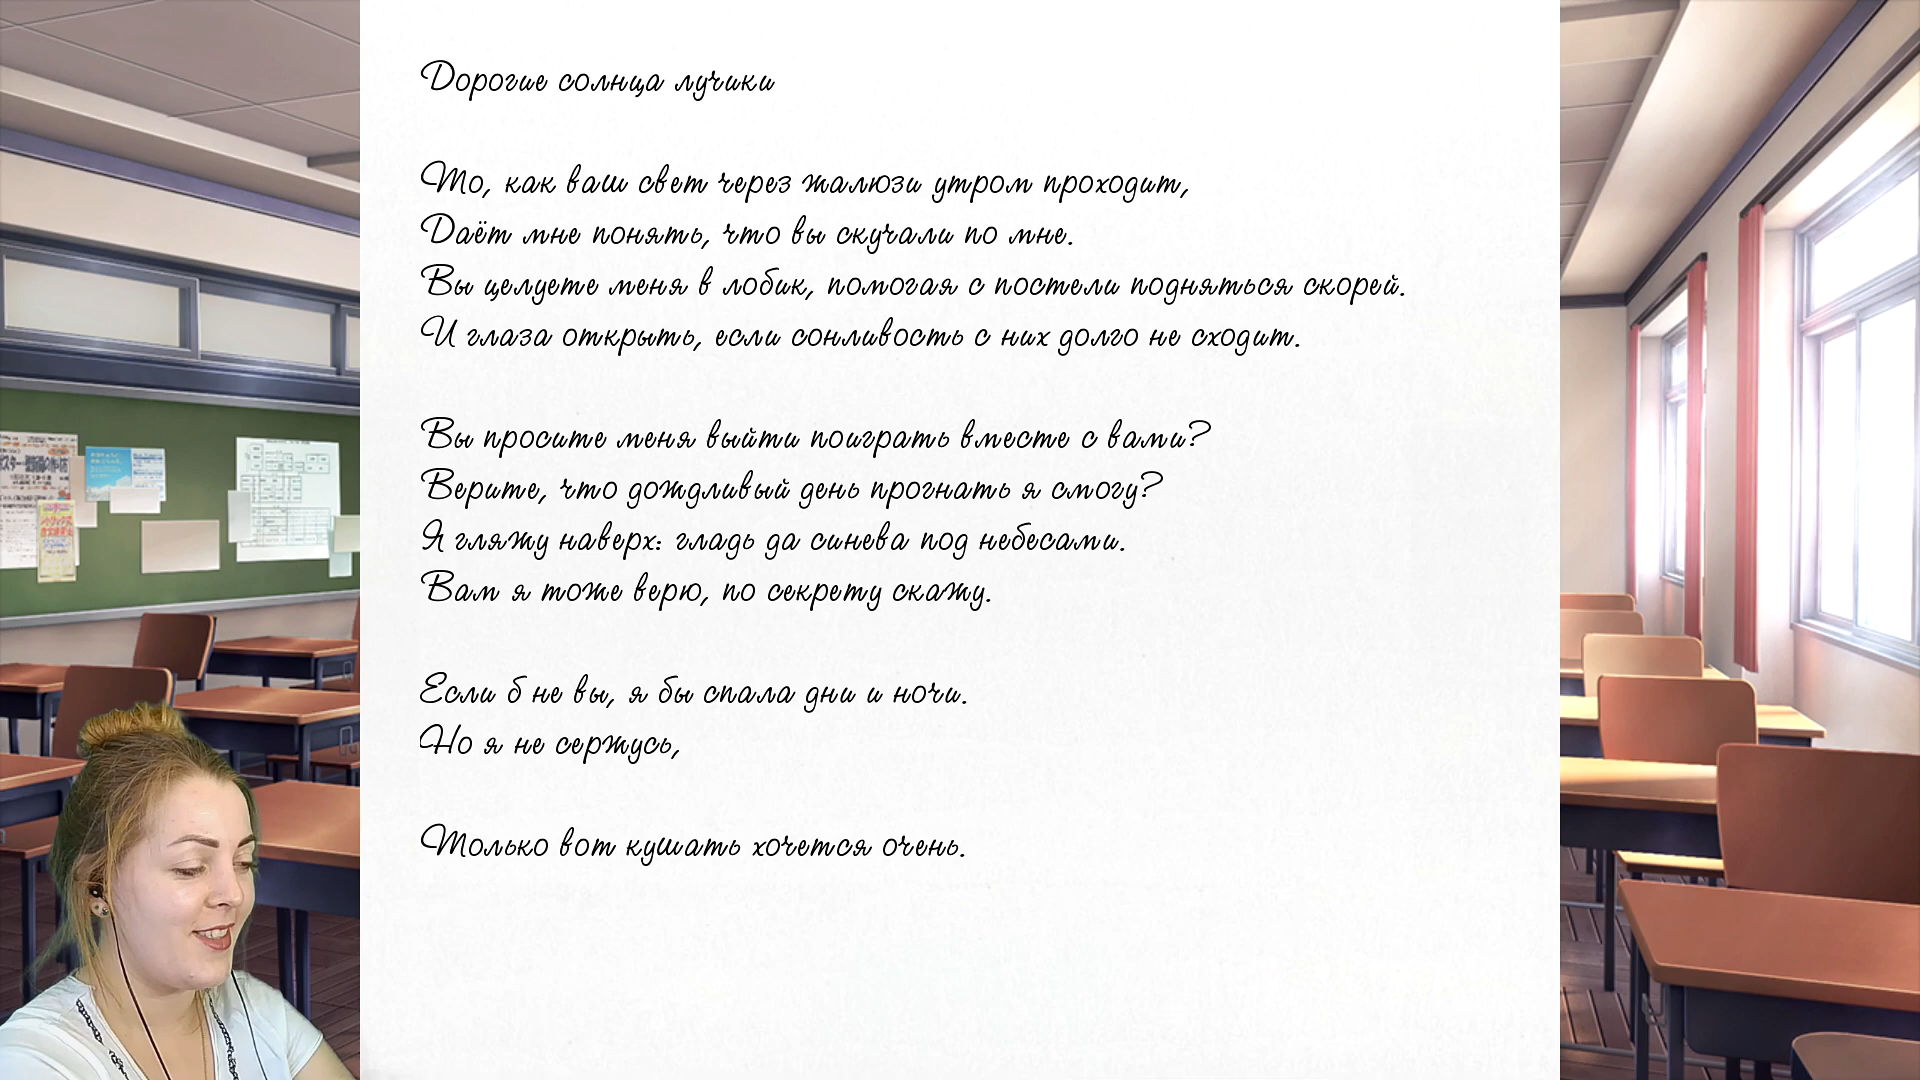 Дорогие солнца лучики
То, как ваш свет через жалюзи утром проходит,
Даёт мне понять, что вы скучали по мне.
Вы целуете меня в лобик, помогая с постели подняться скорей.
И глаза открыть, если сонливость с них долго не сходит.
Вы просите меня выйти поиграть вместе с вами?
Верите, что дождливый день прогнать я смогу?
Я гляжу наверх: гладь да синева под небесами.
Вам я тоже верю, по секрету скажу.
Если б не вы, я бы спала дни и ночи.
Но я не сержусь,
Только вот кушать хочется очень.